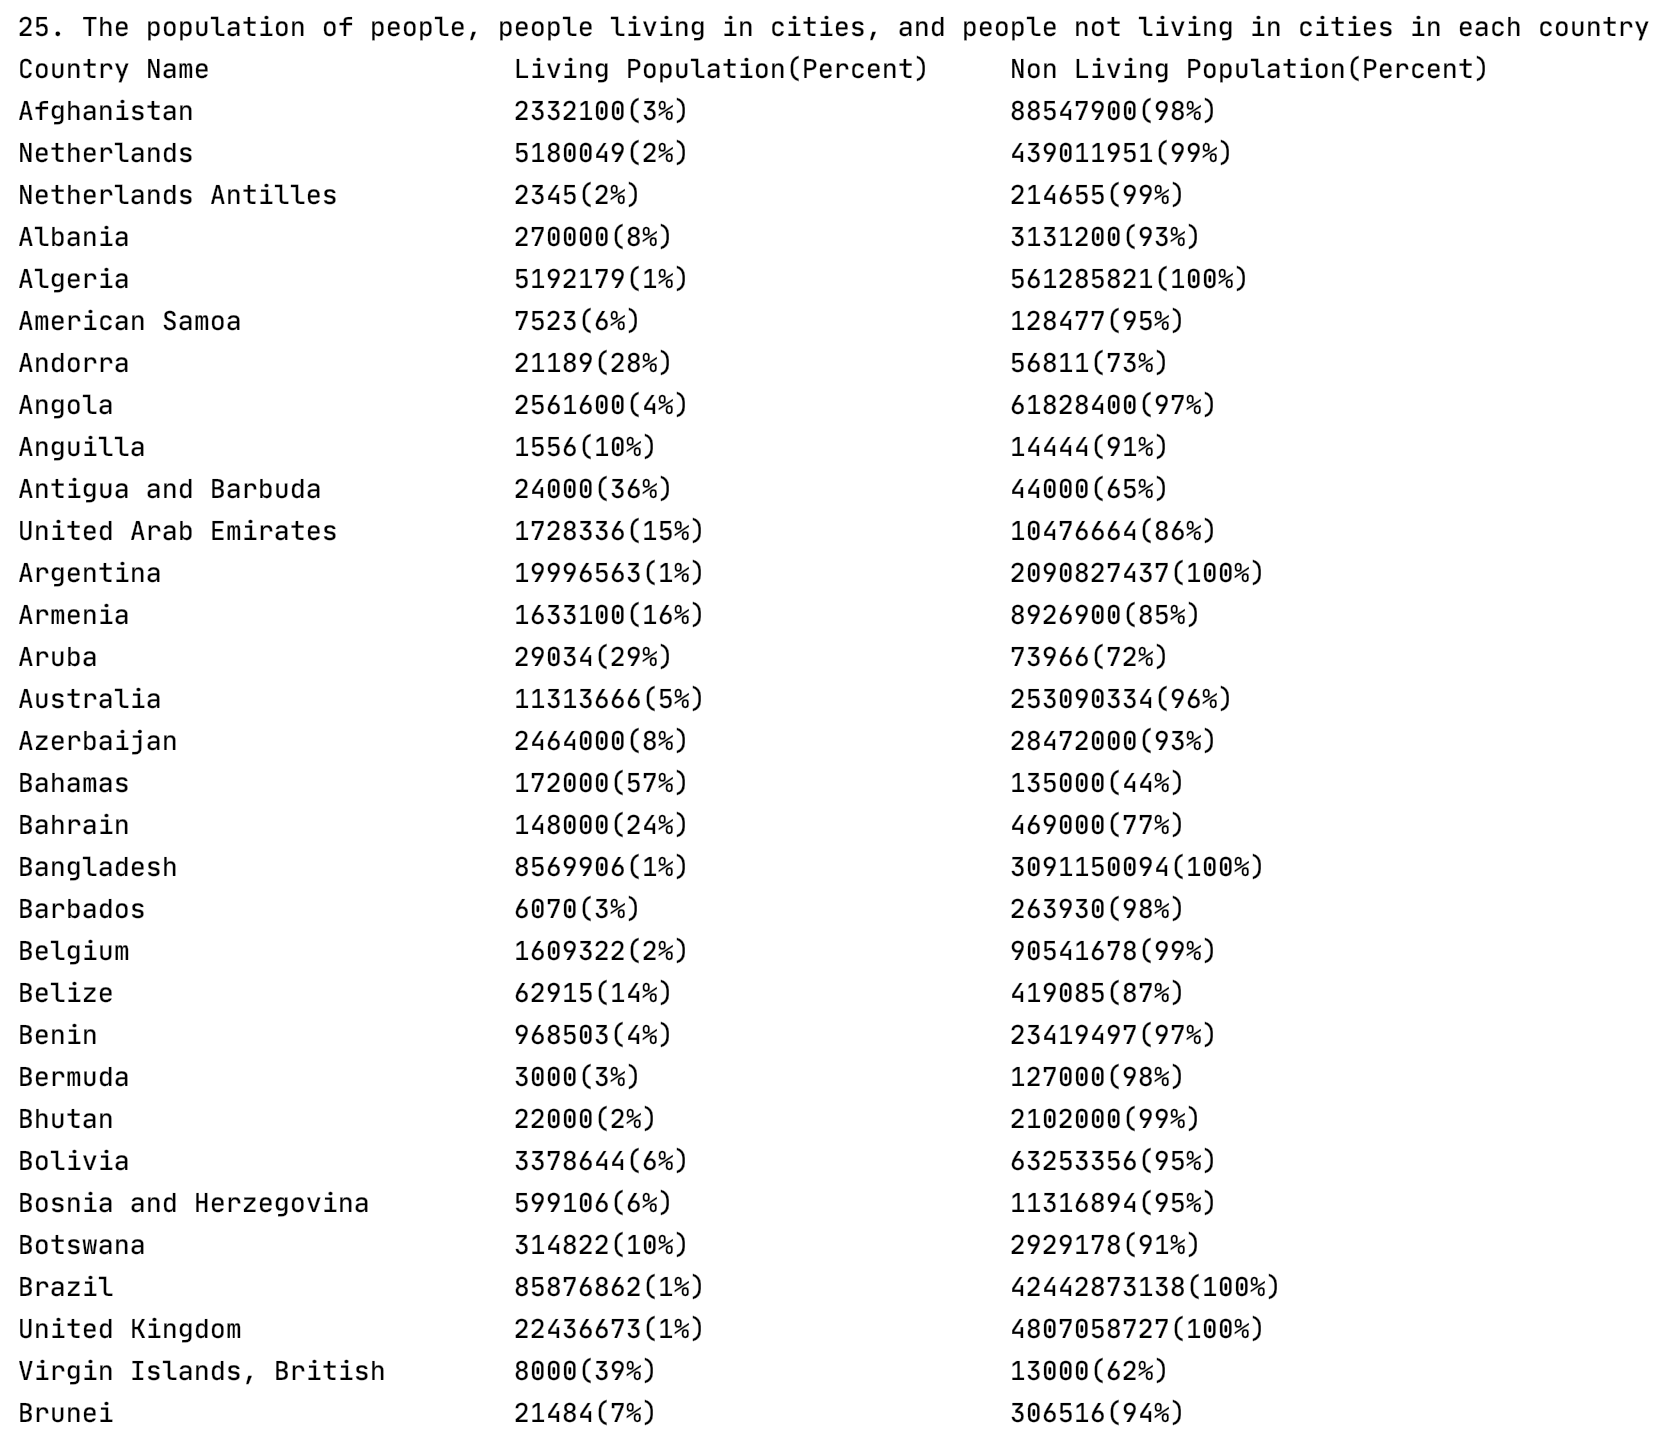 25. The population of people, people living in cities, and people not living in cities in each country
Country Name Living Population(Percent) Non Living Population(Percent)
Afghanistan 2332100(3%) 88547900(98%)
Netherlands 5180049(2%) 439011951(99%)
Netherlands Antilles 2345(2%) 214655(99%)
Albania 270000(8%) 3131200(93%)
Algeria 5192179(1%) 561285821(100%)
American Samoa 7523(6%) 128477(95%)
Andorra 21189(28%) 56811(73%)
Angola 2561600(4%) 61828400(97%)
Anguilla 1556(10%) 14444(91%)
Antigua and Barbuda 24000(36%) 44000(65%)
United Arab Emirates 1728336(15%) 10476664(86%)
Argentina 19996563(1%) 2090827437(100%)
Armenia 1633100(16%) 8926900(85%)
Aruba 29034(29%) 73966(72%)
Australia 11313666(5%) 253090334(96%)
Azerbaijan 2464000(8%) 28472000(93%)
Bahamas 172000(57%) 135000(44%)
Bahrain 148000(24%) 469000(77%)
Bangladesh 8569906(1%) 3091150094(100%)
Barbados 6070(3%) 263930(98%)
Belgium 1609322(2%) 90541678(99%)
Belize 62915(14%) 419085(87%)
Benin 968503(4%) 23419497(97%)
Bermuda 3000(3%) 127000(98%)
Bhutan 22000(2%) 2102000(99%)
Bolivia 3378644(6%) 63253356(95%)
Bosnia and Herzegovina 599106(6%) 11316894(95%)
Botswana 314822(10%) 2929178(91%)
Brazil 85876862(1%) 42442873138(100%)
United Kingdom 22436673(1%) 4807058727(100%)
Virgin Islands, British 8000(39%) 13000(62%)
Brunei 21484(7%) 306516(94%)